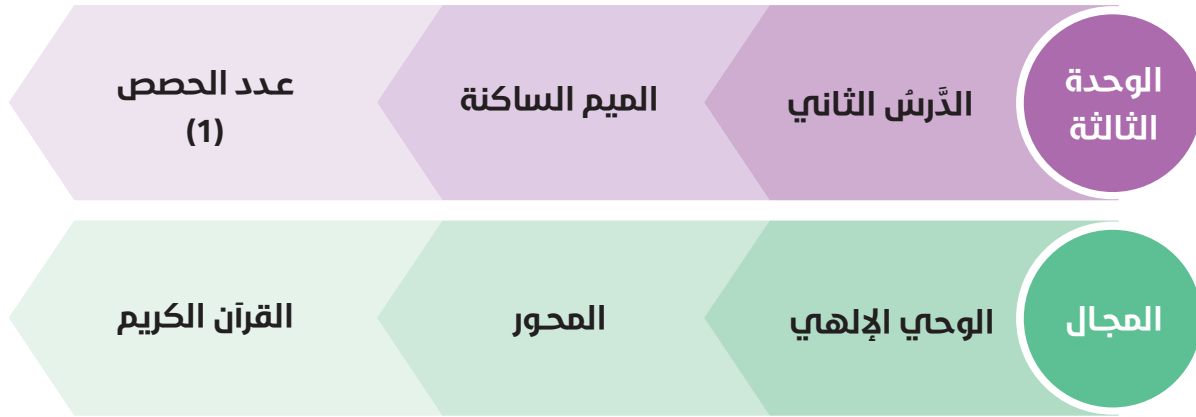 الوحدة
الثالثة
الدَّرسُ الثاني
الميم الساكنة
عدد الحصص
(1)
المجال
الوحي الإلهي
المحور
القرآن الكريم